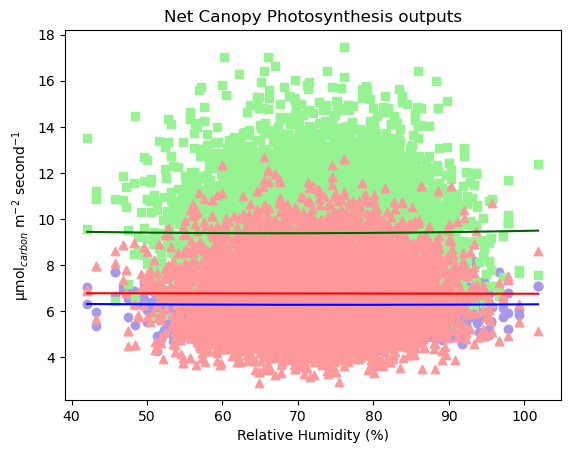 Net Canopy Photosynthesis outputs
18
16
14
12
10
8
6
4
μmol_carbon m⁻² second⁻¹
40 50 60 70 80 90 100
Relative Humidity (%)